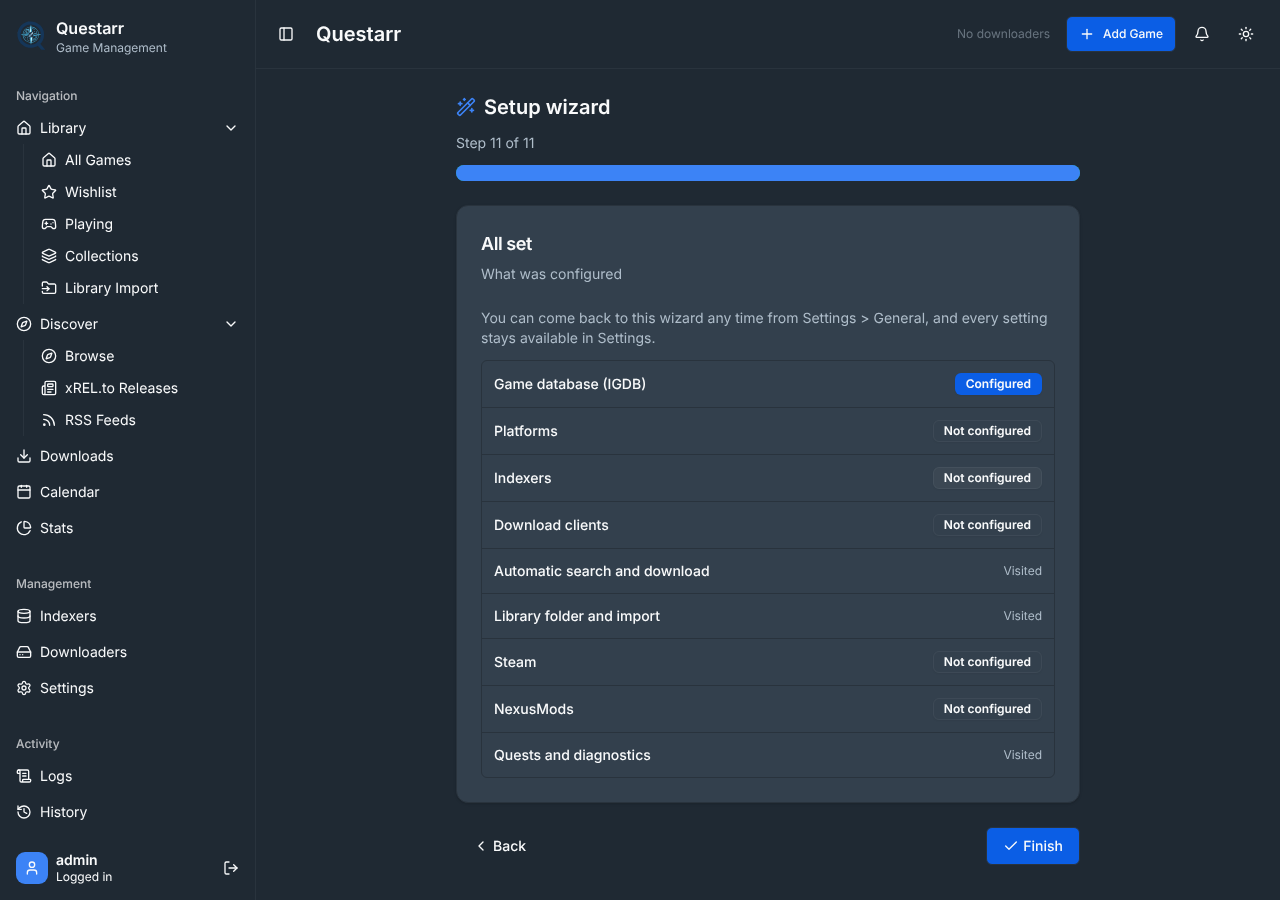 Questarr
Game Management
Navigation
Library
All Games
Wishlist
Playing
Collections
Library Import
Discover
Browse
xREL.to Releases
RSS Feeds
Downloads
Calendar
Stats
Management
Indexers
Downloaders
Settings
Activity
Logs
History
admin
Logged in
Questarr
No downloaders
Add Game
Setup wizard
Step 11 of 11
All set
What was configured
You can come back to this wizard any time from Settings > General, and every setting
stays available in Settings.
Game database (IGDB) Configured
Platforms Not configured
Indexers Not configured
Download clients Not configured
Automatic search and download Visited
Library folder and import Visited
Steam Not configured
NexusMods Not configured
Quests and diagnostics Visited
Back
Finish